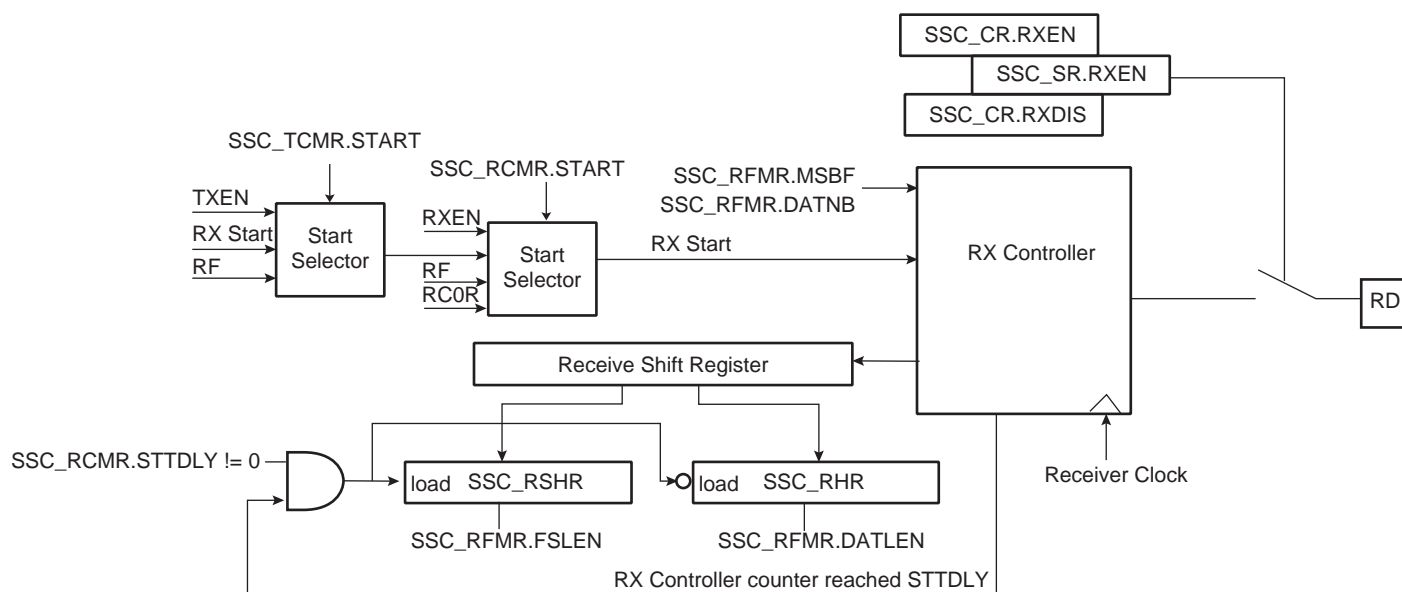 SSC_CR.RXEN
SSC_SR.RXEN
SSC_CR.RXDIS
SSC_TCMR.START
SSC_RCMR.START
SSC_RFMR.MSBF
SSC_RFMR.DATNB
TXEN
RX Start
RF
Start
Selector
RXEN
RF
RC0R
Start
Selector
RX Start
RX Controller
RD
Receive Shift Register
SSC_RCMR.STTDLY != 0
load SSC_RSHR
load SSC_RHR
Receiver Clock
SSC_RFMR.FSLEN
SSC_RFMR.DATLEN
RX Controller counter reached STTDLY